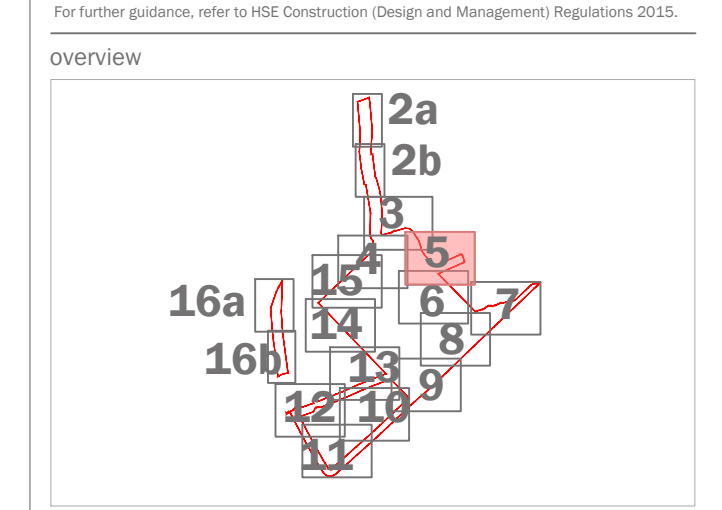 For further guidance, refer to HSE Construction (Design and Management) Regulations 2015.
overview
2a
2b
3
4
5
15
6
7
16a
14
8
16b
13
9
12
10
11